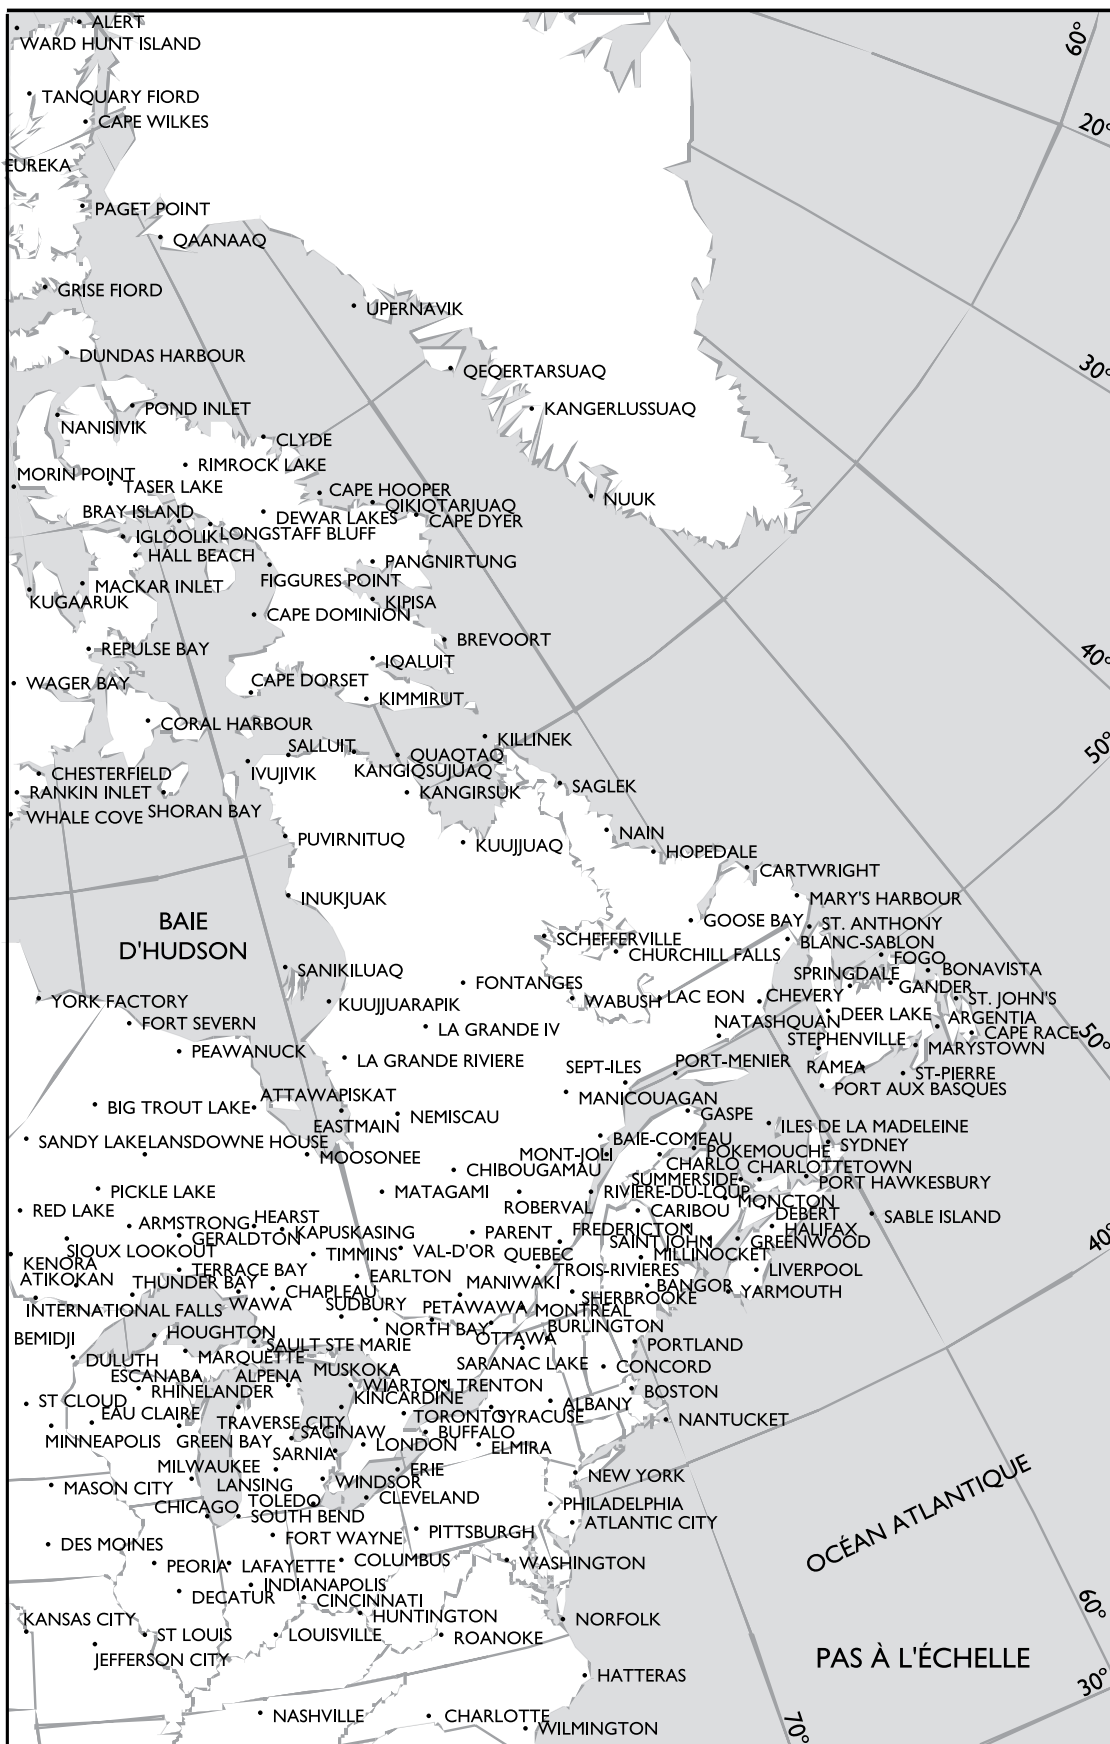 ALERT
WARD HUNT ISLAND
60°
TANQUARY FIORD
CAPE WILKES
20°
EUREKA
PAGET POINT
QAANAAQ
GRISE FIORD
UPERNAVIK
DUNDAS HARBOUR
30°
QEQERTARSUAQ
POND INLET
KANGERLUSSUAQ
NANISIVIK
CLYDE
RIMROCK LAKE
MORIN POINT
TASER LAKE
CAPE HOOPER
NUUK
QIKIQTARJUAQ
BRAY ISLAND
DEWAR LAKES
CAPE DYER
IGLOOLIK
LONGSTAFF BLUFF
HALL BEACH
PANGNIRTUNG
FIGGURES POINT
MACKAR INLET
KUGAARUK
KIPISA
CAPE DOMINION
BREVOORT
REPULSE BAY
40°
IQALUIT
WAGER BAY
CAPE DORSET
KIMMIRUT
CORAL HARBOUR
KILLINEK
50°
SALLUIT
QUAQTAQ
CHESTERFIELD
IVUJIVIK
KANGIQSUJUAQ
SAGLEK
RANKIN INLET
KANGIRSUK
WHALE COVE
SHORAN BAY
NAIN
PUVIRNITUQ
KUUJJUAQ
HOPEDALE
CARTWRIGHT
INUKJUAK
MARY'S HARBOUR
BAIE
D'HUDSON
GOOSE BAY
ST. ANTHONY
SCHEFFERVILLE
BLANC-SABLON
CHURCHILL FALLS
FOGO
SANIKILUAQ
SPRINGDALE
BONAVISTA
FONTANGES
GANDER
YORK FACTORY
KUUJJUARAPIK
WABUSH
LAC EON
CHEVERY
ST. JOHN'S
DEER LAKE
ARGENTIA
FORT SEVERN
LA GRANDE IV
NATASHQUAN
CAPE RACE
50°
STEPHENVILLE
MARYSTOWN
PEAWANUCK
LA GRANDE RIVIERE
SEPT-ILES
PORT-MENIER
RAMEA
ST-PIERRE
PORT AUX BASQUES
ATTAWAPISKAT
MANICOUAGAN
BIG TROUT LAKE
EASTMAIN
NEMISCAU
GASPE
ILES DE LA MADELEINE
SANDY LAKE
LANSDOWNE HOUSE
BAIE-COMEAU
SYDNEY
MOOSONEE
MONT-JOLI
POKEMOUCHE
CHIBOUGAMAU
CHARLO
CHARLOTTETOWN
SUMMERSIDE
PORT HAWKESBURY
PICKLE LAKE
MATAGAMI
RIVIERE-DU-LOUP
MONCTON
ROBERVAL
CARIBOU
DEBERT
SABLE ISLAND
RED LAKE
HEARST
ARMSTRONG
KAPUSKASING
PARENT
FREDERICTON
HALIFAX
GERALDTON
SAINT JOHN
GREENWOOD
40°
SIOUX LOOKOUT
TIMMINS
VAL-D'OR
QUEBEC
MILLINOCKET
KENORA
TERRACE BAY
TROIS-RIVIERES
LIVERPOOL
ATIKOKAN
THUNDER BAY
EARLTON
MANIWAKI
BANGOR
CHAPLEAU
SHERBROOKE
YARMOUTH
INTERNATIONAL FALLS
WAWA
SUDBURY
PETAWAWA
MONTREAL
NORTH BAY
BURLINGTON
BEMIDJI
HOUGHTON
SAULT STE MARIE
OTTAWA
PORTLAND
DULUTH
MARQUETTE
SARANAC LAKE
CONCORD
MUSKOKA
ESCANABA
ALPENA
WIARTON
TRENTON
RHINELANDER
BOSTON
ST CLOUD
KINCARDINE
ALBANY
EAU CLAIRE
TRAVERSE CITY
TORONTO
SYRACUSE
NANTUCKET
MINNEAPOLIS
GREEN BAY
SAGINAW
BUFFALO
SARNIA
LONDON
ELMIRA
MILWAUKEE
ERIE
NEW YORK
MASON CITY
LANSING
WINDSOR
CHICAGO
TOLEDO
CLEVELAND
PHILADELPHIA
SOUTH BEND
ATLANTIC CITY
OCÉAN ATLANTIQUE
FORT WAYNE
PITTSBURGH
DES MOINES
PEORIA
LAFAYETTE
COLUMBUS
WASHINGTON
INDIANAPOLIS
DECATUR
CINCINNATI
60°
KANSAS CITY
HUNTINGTON
NORFOLK
ST LOUIS
LOUISVILLE
ROANOKE
JEFFERSON CITY
PAS À L'ÉCHELLE
HATTERAS
30°
NASHVILLE
CHARLOTTE
WILMINGTON
70°